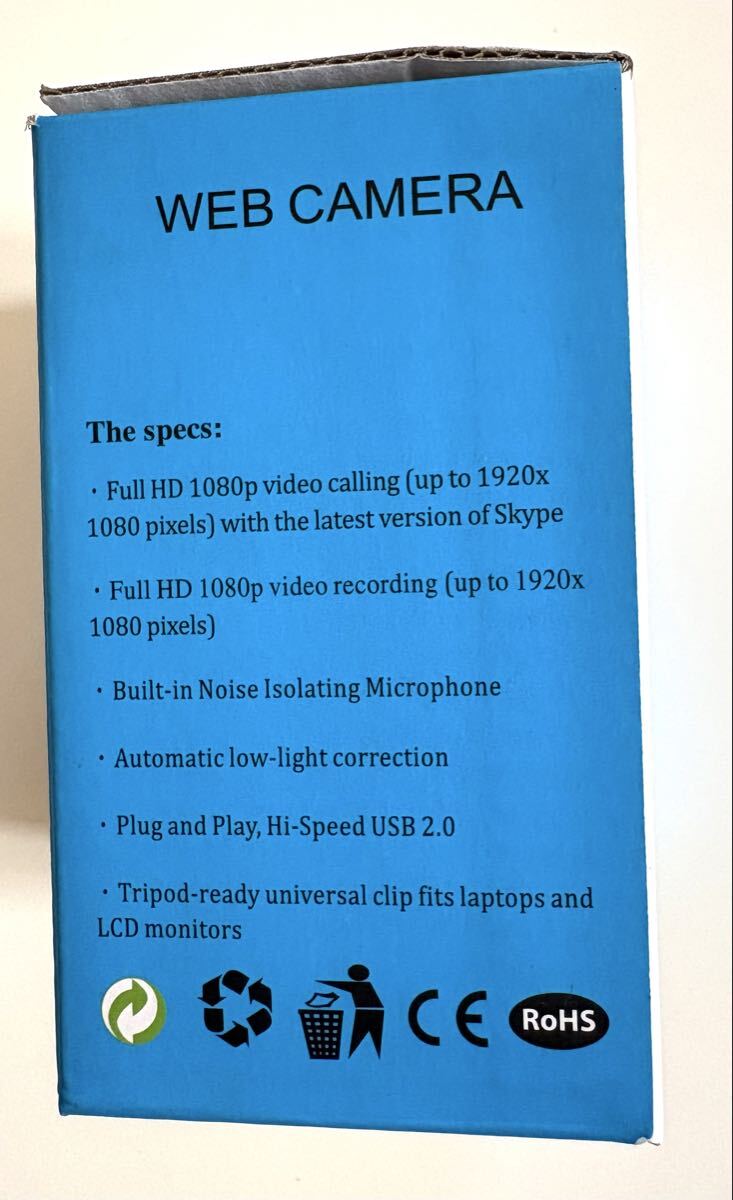 WEB CAMERA
The specs:
· Full HD 1080p video calling (up to 1920x
1080 pixels) with the latest version of Skype
· Full HD 1080p video recording (up to 1920x
1080 pixels)
· Built-in Noise Isolating Microphone
· Automatic low-light correction
· Plug and Play, Hi-Speed USB 2.0
· Tripod-ready universal clip fits laptops and
LCD monitors
CE RoHS